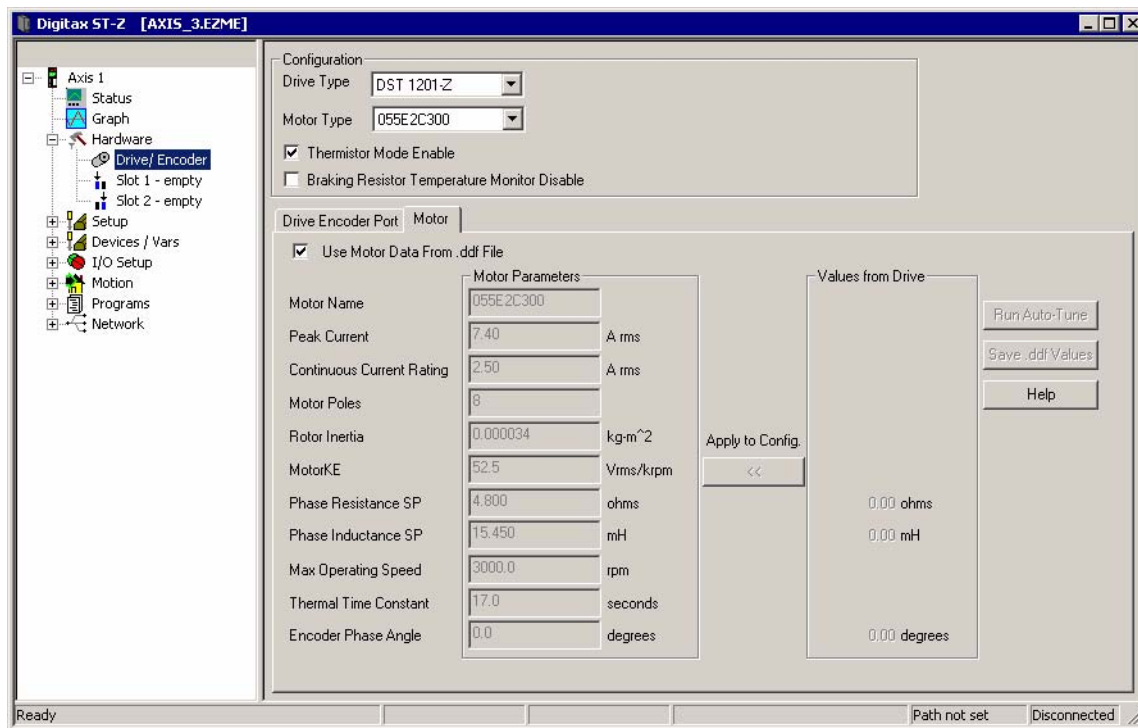 Digitax ST-Z [AXIS_3.EZME]
Axis 1
Status
Graph
Hardware
Drive/ Encoder
Slot 1 - empty
Slot 2 - empty
Setup
Devices / Vars
I/O Setup
Motion
Programs
Network
Configuration
Drive Type DST 1201-Z
Motor Type 055E2C300
Thermistor Mode Enable
Braking Resistor Temperature Monitor Disable
Drive Encoder Port Motor
Use Motor Data From .ddf File
Motor Parameters Values from Drive
Motor Name 055E2C300
Run Auto-Tune
Peak Current 7.40 A rms
Save .ddf Values
Continuous Current Rating 2.50 A rms
Help
Motor Poles 8
Rotor Inertia 0.000034 kg-m^2 Apply to Config.
MotorKE 52.5 Vrms/krpm <<
Phase Resistance SP 4.800 ohms 0.00 ohms
Phase Inductance SP 15.450 mH 0.00 mH
Max Operating Speed 3000.0 rpm
Thermal Time Constant 17.0 seconds
Encoder Phase Angle 0.0 degrees 0.00 degrees
Ready Path not set Disconnected